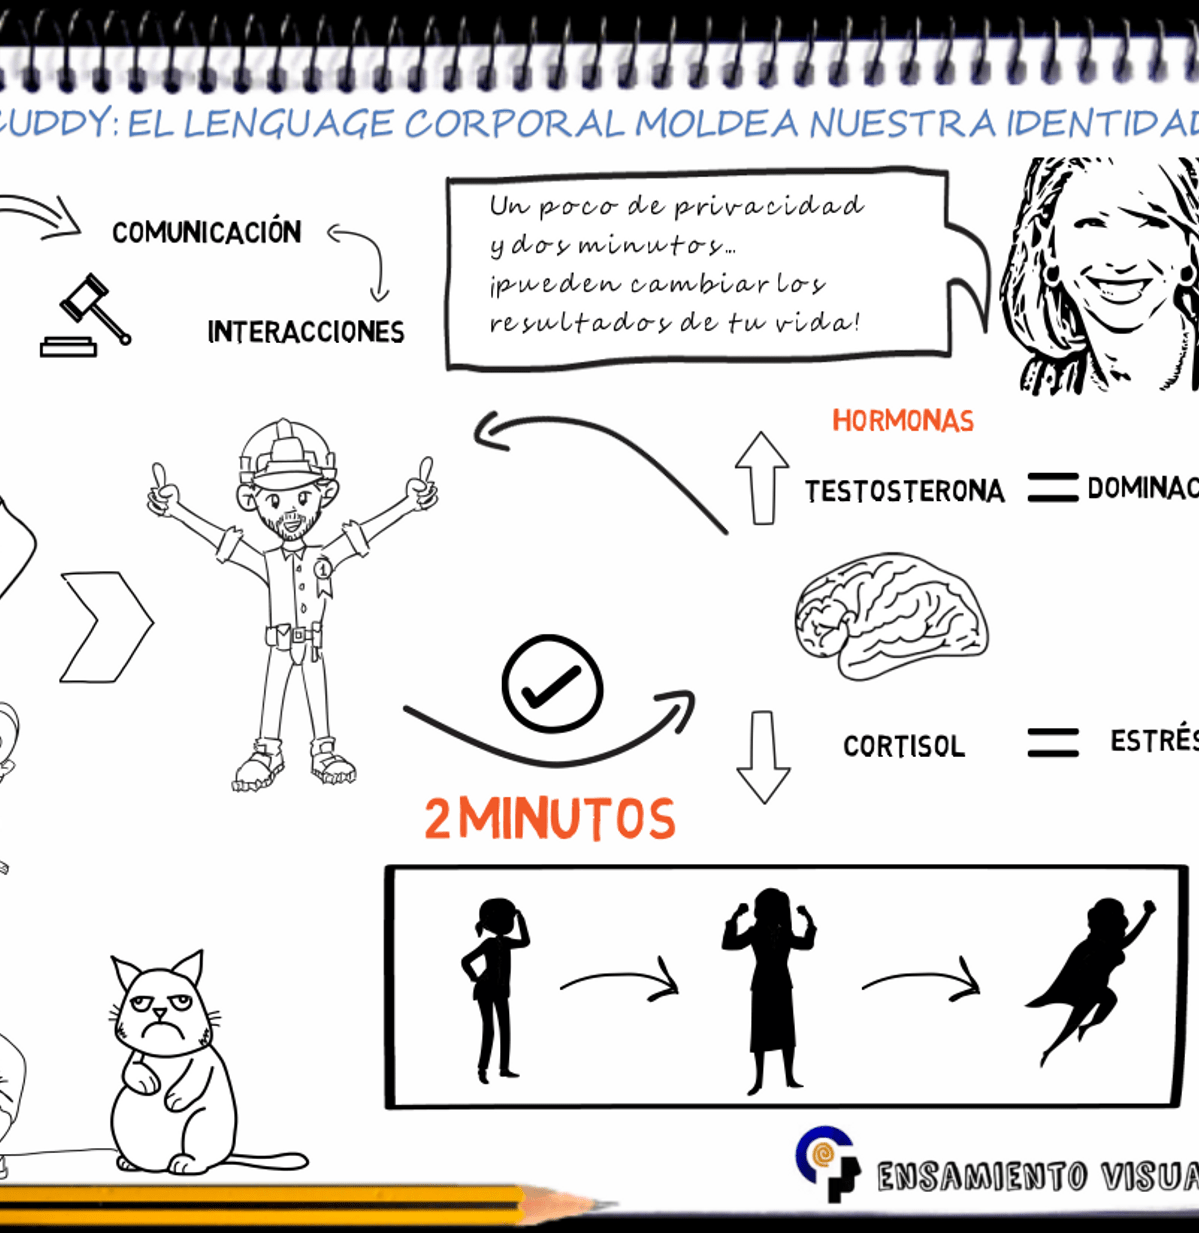 CUDDY: EL LENGUAGE CORPORAL MOLDEA NUESTRA IDENTIDAD
COMUNICACIÓN
INTERACCIONES
Un poco de privacidad
y dos minutos...
¡pueden cambiar los
resultados de tu vida!
HORMONAS
TESTOSTERONA = DOMINAC
1
CORTISOL = ESTRÉS
2 MINUTOS
ENSAMIENTO VISUA